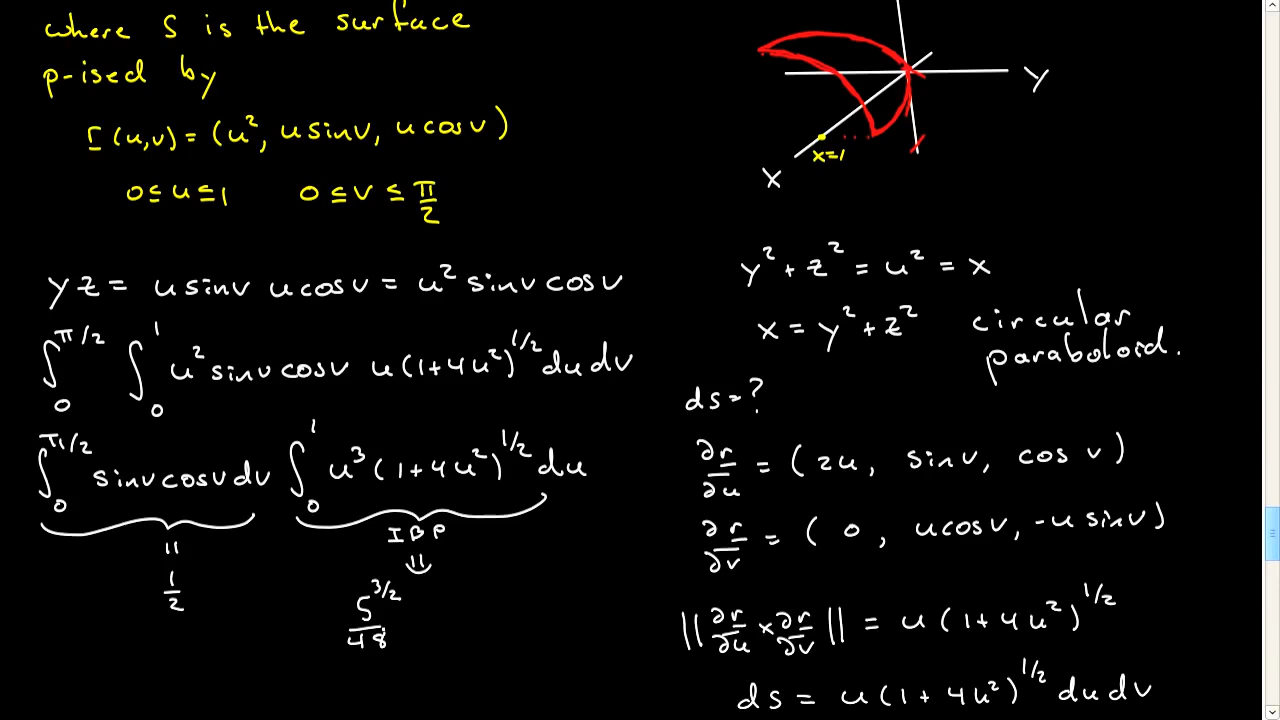 where S is the surface
p-ised by
r(u,v) = (u², u sinv, u cosv)
0 ≤ u ≤ 1 0 ≤ v ≤ π/2
yz = u sinv u cosv = u² sinv cosv
∫₀^π/2 ∫₀^1 u² sinv cosv u(1+4u²)^1/2 du dv
∫₀^π/2 sinv cosv dv ∫₀^1 u³ (1+4u²)^1/2 du
IBP
= 1/2
=
5^3/2 / 48
Y
x=1
X
y² + z² = u² = x
x = y² + z² circular
paraboloid.
ds = ?
∂r/∂u = (2u, sinv, cosv)
∂r/∂v = (0, u cosv, -u sinv)
||∂r/∂u × ∂r/∂v|| = u(1+4u²)^1/2
ds = u(1+4u²)^1/2 du dv